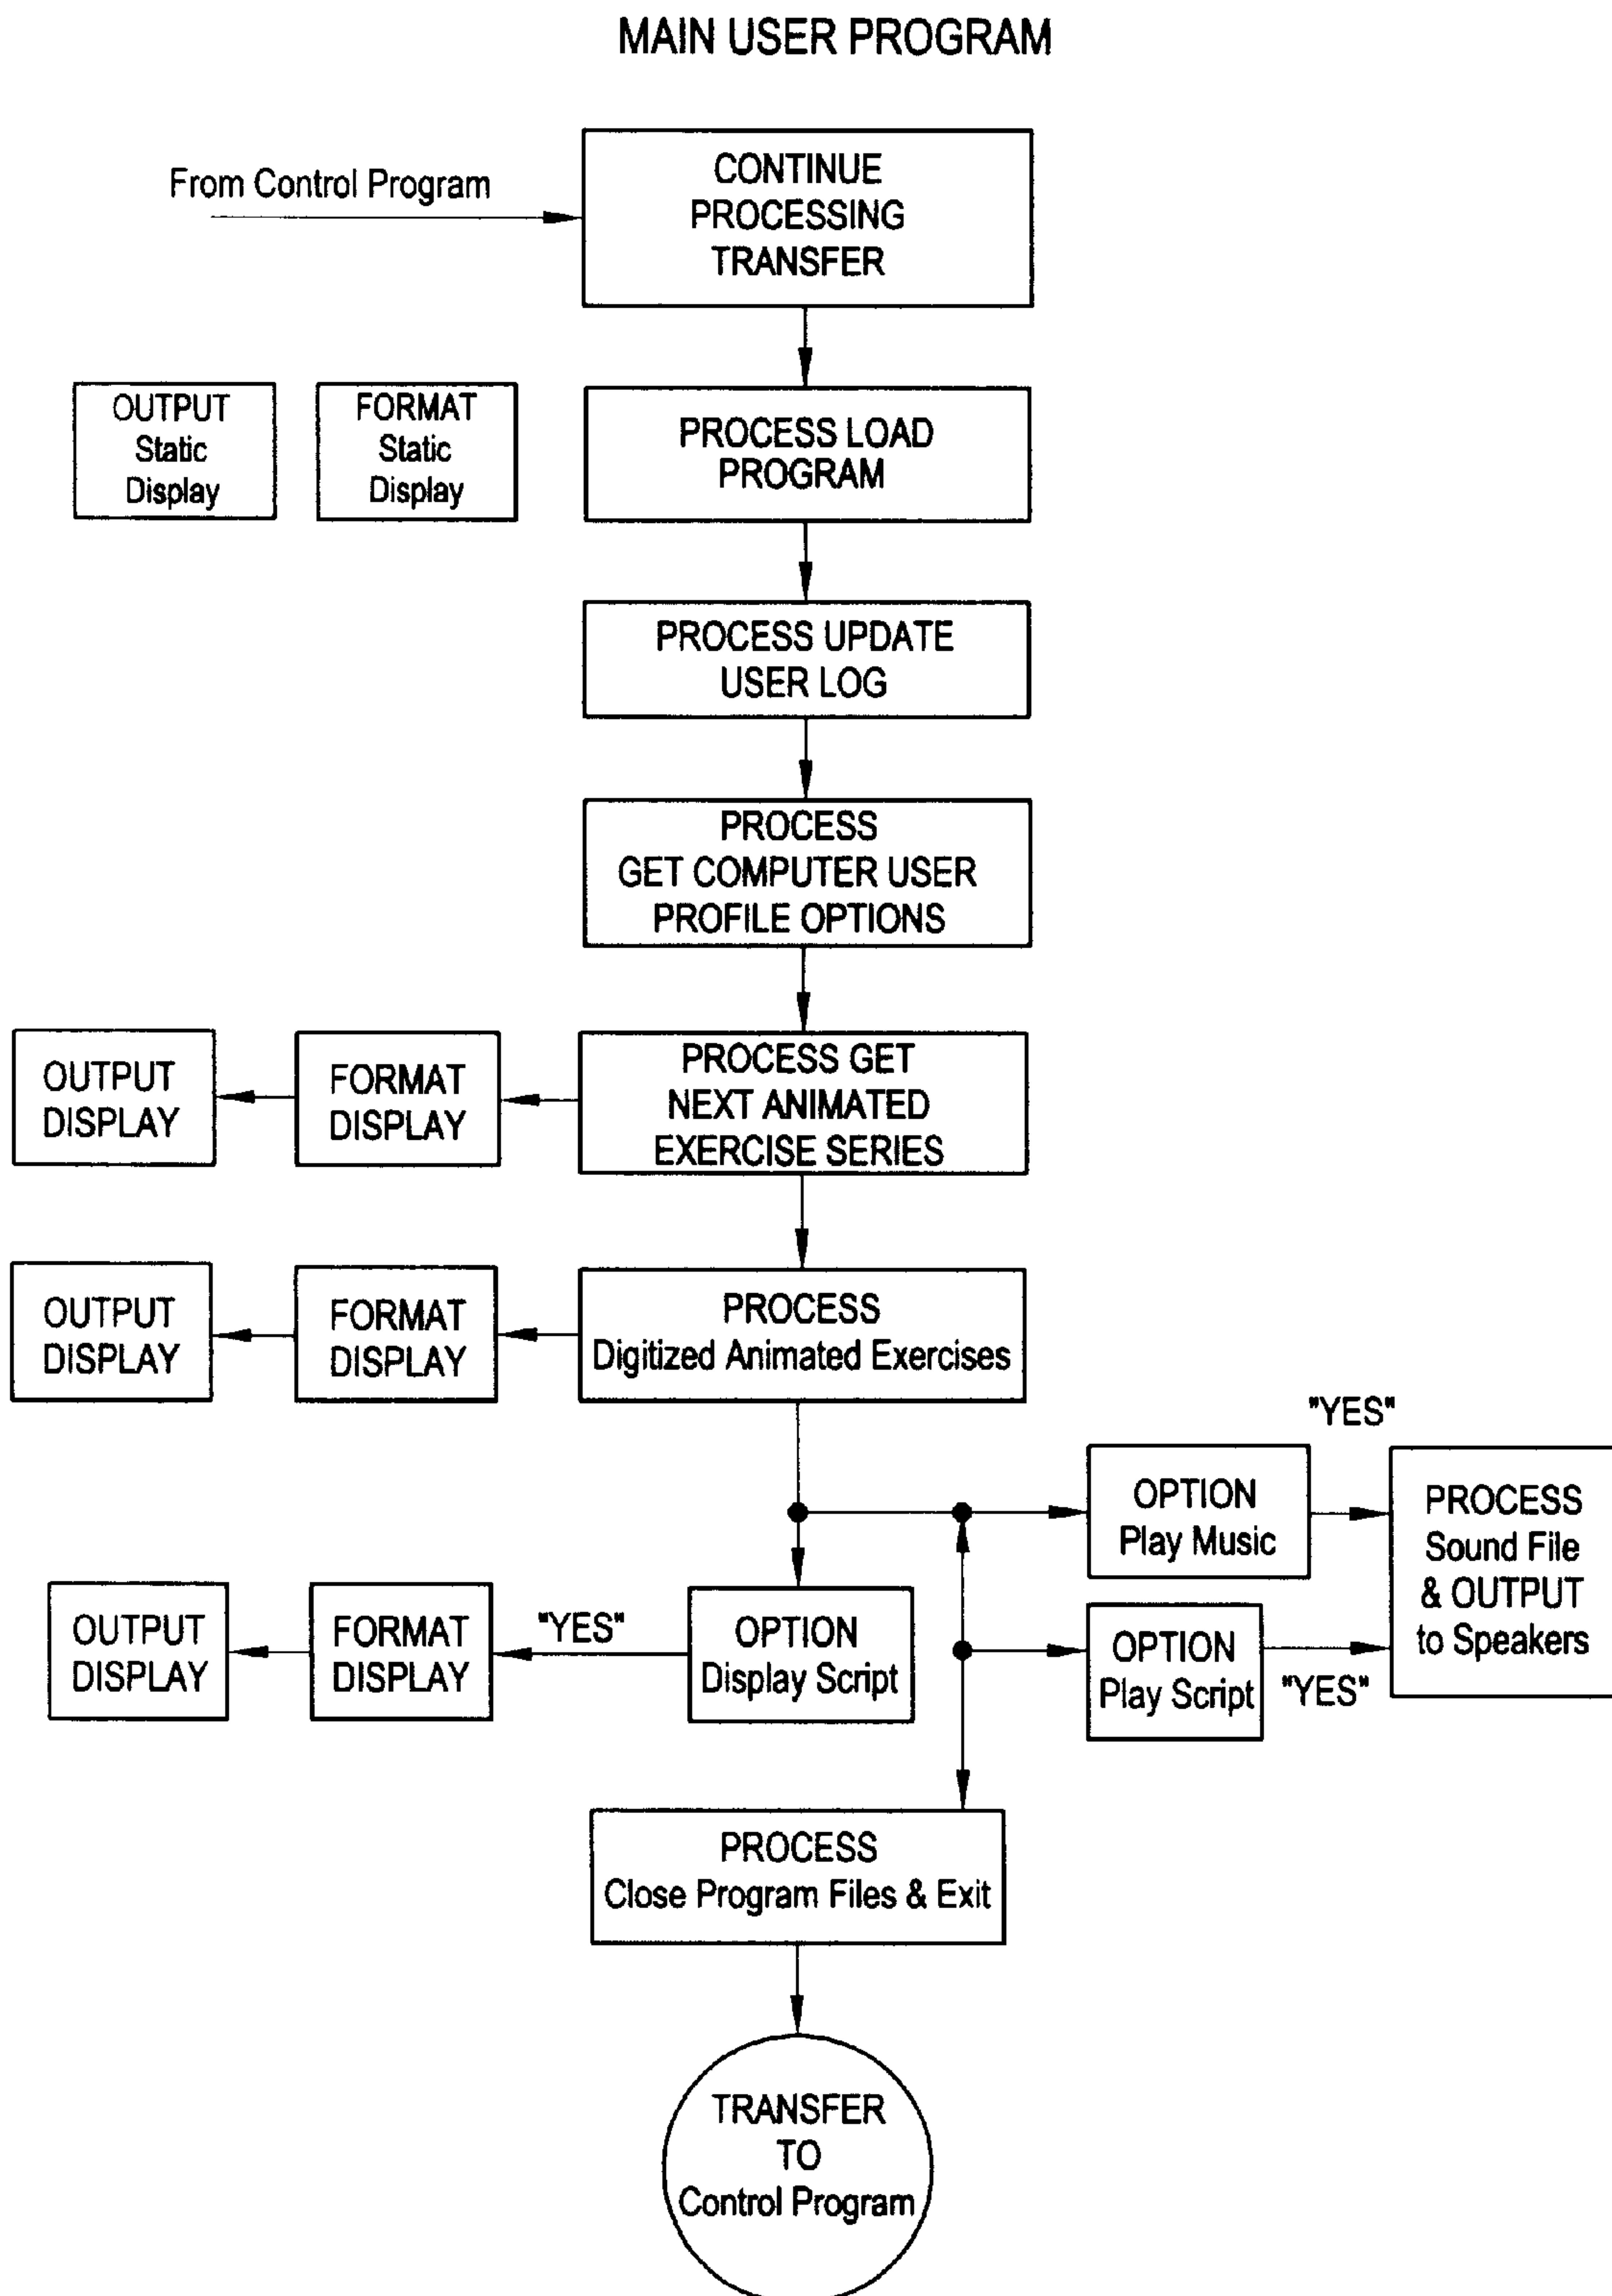 MAIN USER PROGRAM
From Control Program
CONTINUE
PROCESSING
TRANSFER
OUTPUT
Static
Display
FORMAT
Static
Display
PROCESS LOAD
PROGRAM
PROCESS UPDATE
USER LOG
PROCESS
GET COMPUTER USER
PROFILE OPTIONS
OUTPUT
DISPLAY
FORMAT
DISPLAY
PROCESS GET
NEXT ANIMATED
EXERCISE SERIES
OUTPUT
DISPLAY
FORMAT
DISPLAY
PROCESS
Digitized Animated Exercises
"YES"
OPTION
Play Music
PROCESS
Sound File
& OUTPUT
to Speakers
OUTPUT
DISPLAY
FORMAT
DISPLAY
"YES"
OPTION
Display Script
OPTION
Play Script
"YES"
PROCESS
Close Program Files & Exit
TRANSFER
TO
Control Program